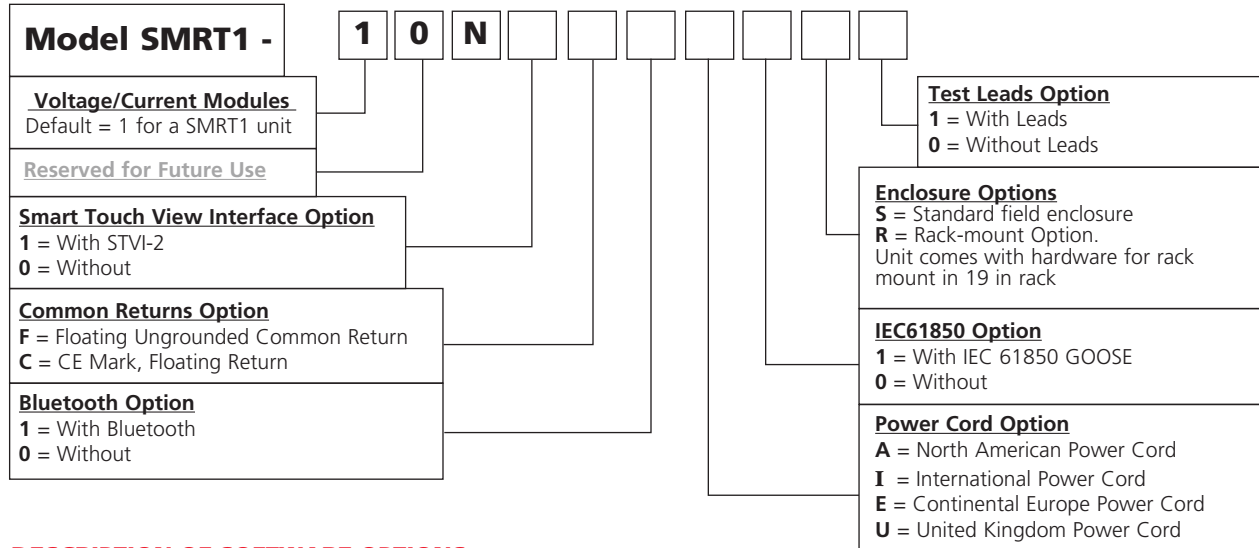 Model SMRT1 - 1 0 N
Voltage/Current Modules
Default = 1 for a SMRT1 unit
Reserved for Future Use
Smart Touch View Interface Option
1 = With STVI-2
0 = Without
Common Returns Option
F = Floating Ungrounded Common Return
C = CE Mark, Floating Return
Bluetooth Option
1 = With Bluetooth
0 = Without
Test Leads Option
1 = With Leads
0 = Without Leads
Enclosure Options
S = Standard field enclosure
R = Rack-mount Option.
Unit comes with hardware for rack
mount in 19 in rack
IEC61850 Option
1 = With IEC 61850 GOOSE
0 = Without
Power Cord Option
A = North American Power Cord
I = International Power Cord
E = Continental Europe Power Cord
U = United Kingdom Power Cord